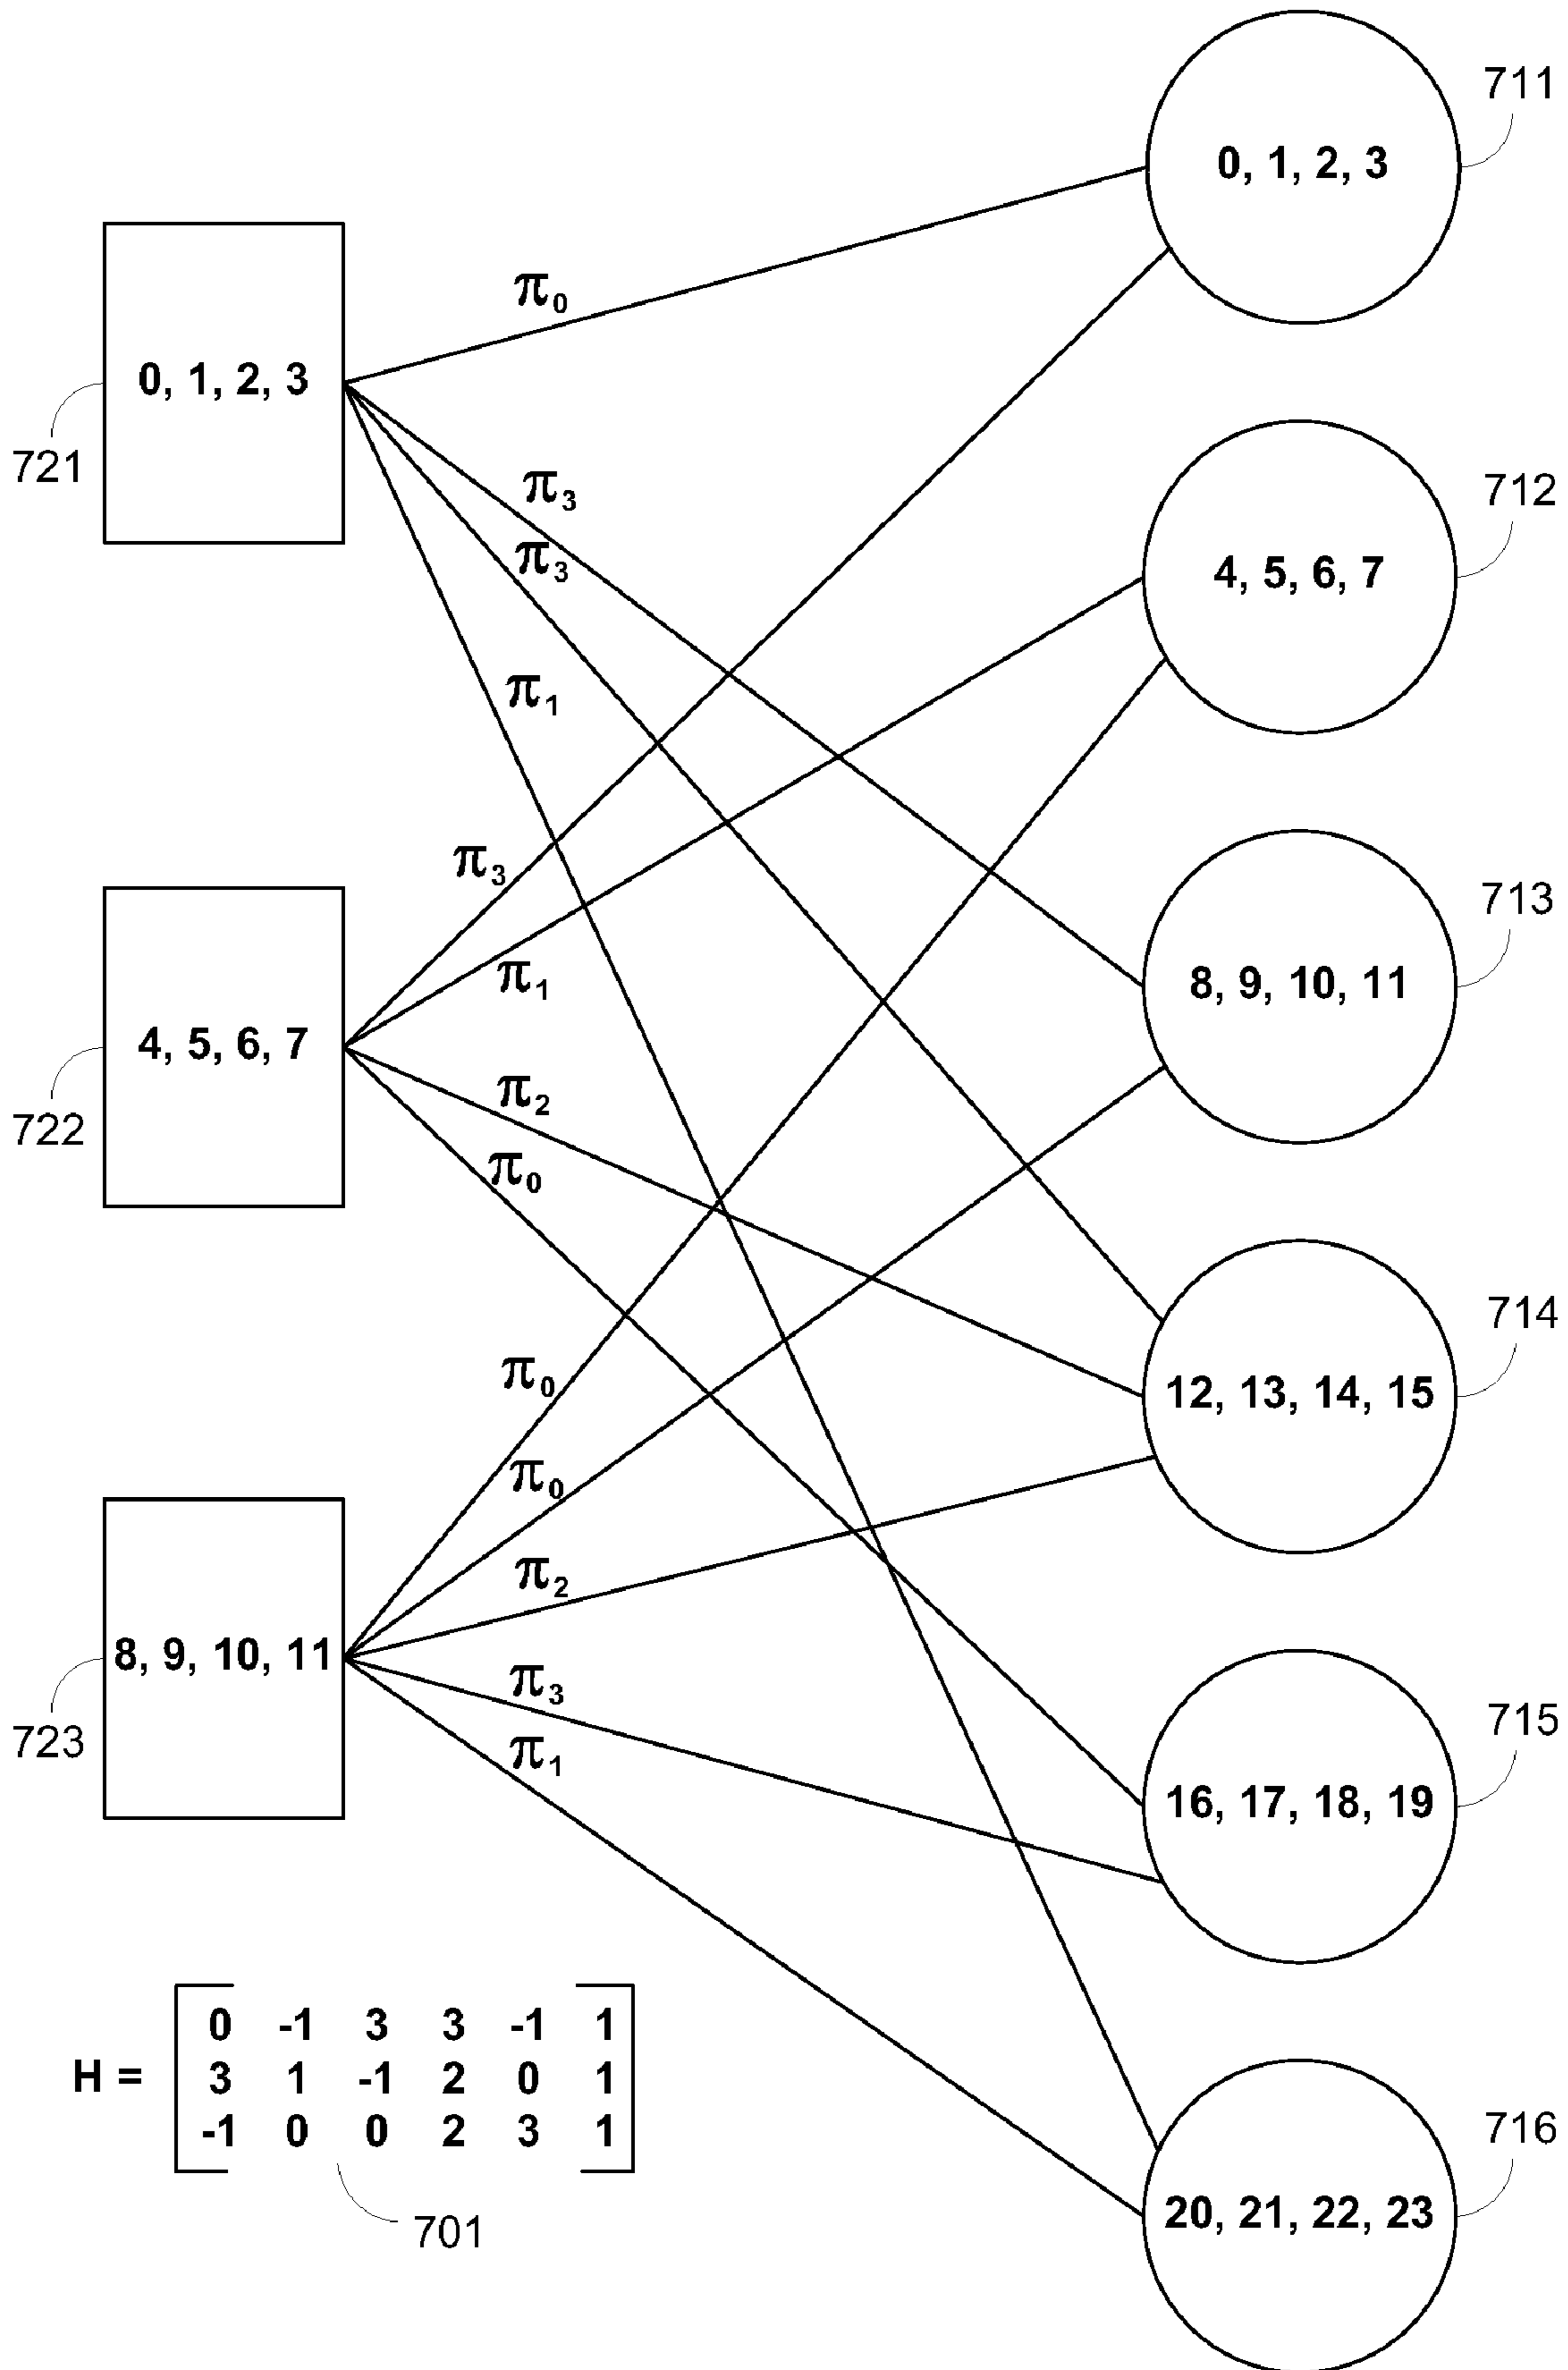 711
0, 1, 2, 3
π0
0, 1, 2, 3
721
π3
712
π3
4, 5, 6, 7
π1
π3
713
π1
8, 9, 10, 11
4, 5, 6, 7
π2
722
π0
714
π0
12, 13, 14, 15
π0
π2
8, 9, 10, 11
π3
715
723
π1
16, 17, 18, 19
H =
0 -1 3 3 -1 1
3 1 -1 2 0 1
-1 0 0 2 3 1
701
716
20, 21, 22, 23